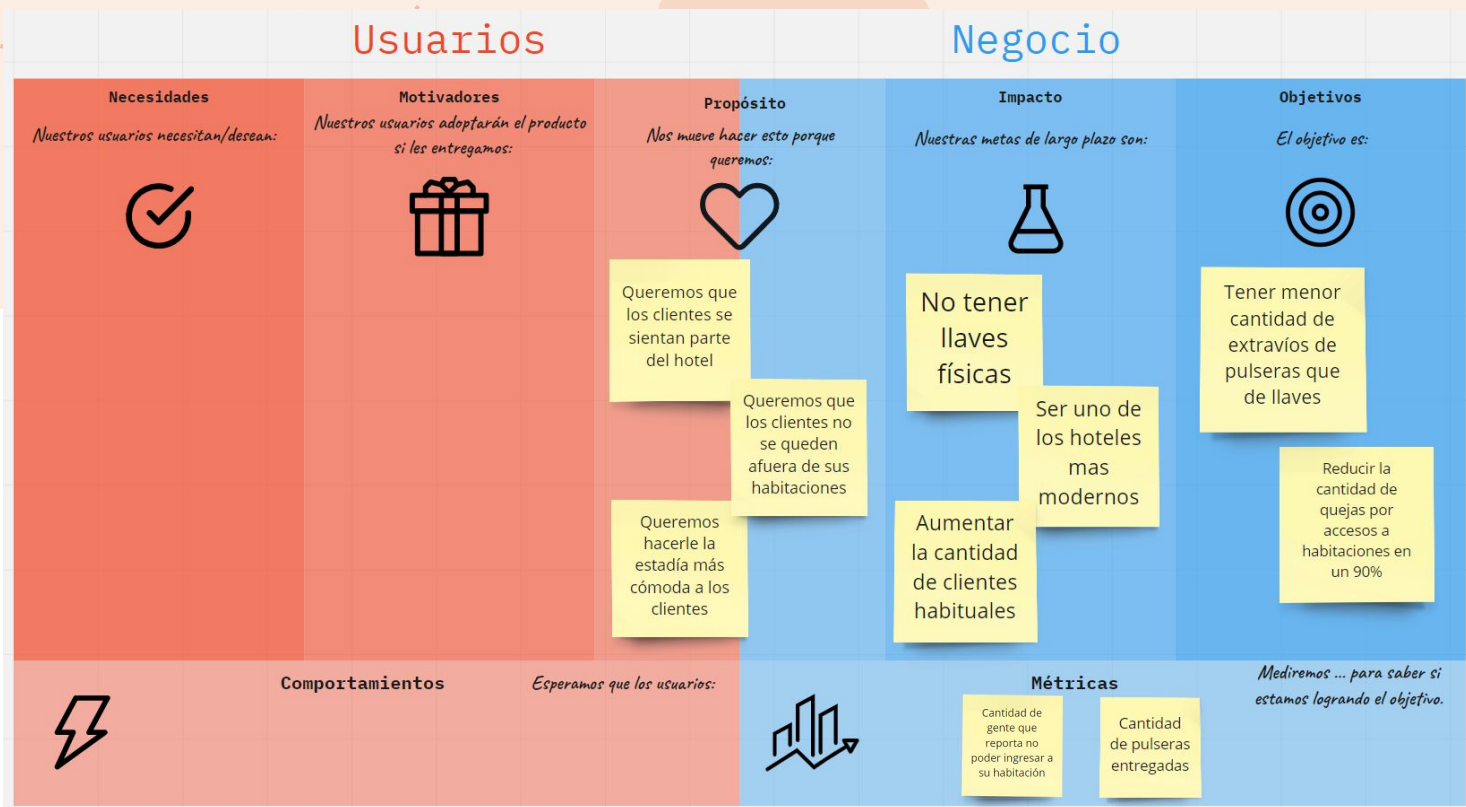 Usuarios
Negocio
Necesidades
Nuestros usuarios necesitan/desean:
Motivadores
Nuestros usuarios adoptarán el producto
si les entregamos:
Propósito
Nos mueve hacer esto porque
queremos:
Queremos que
los clientes se
sientan parte
del hotel
Queremos que
los clientes no
se queden
afuera de sus
habitaciones
Queremos
hacerle la
estadía más
cómoda a los
clientes
Impacto
Nuestras metas de largo plazo son:
No tener
llaves
físicas
Ser uno de
los hoteles
mas
modernos
Aumentar
la cantidad
de clientes
habituales
Objetivos
El objetivo es:
Tener menor
cantidad de
extravíos de
pulseras que
de llaves
Reducir la
cantidad de
quejas por
accesos a
habitaciones en
un 90%
Comportamientos
Esperamos que los usuarios:
Métricas
Mediremos ... para saber si
estamos logrando el objetivo.
Cantidad de
gente que
reporta no
poder ingresar a
su habitación
Cantidad
de pulseras
entregadas